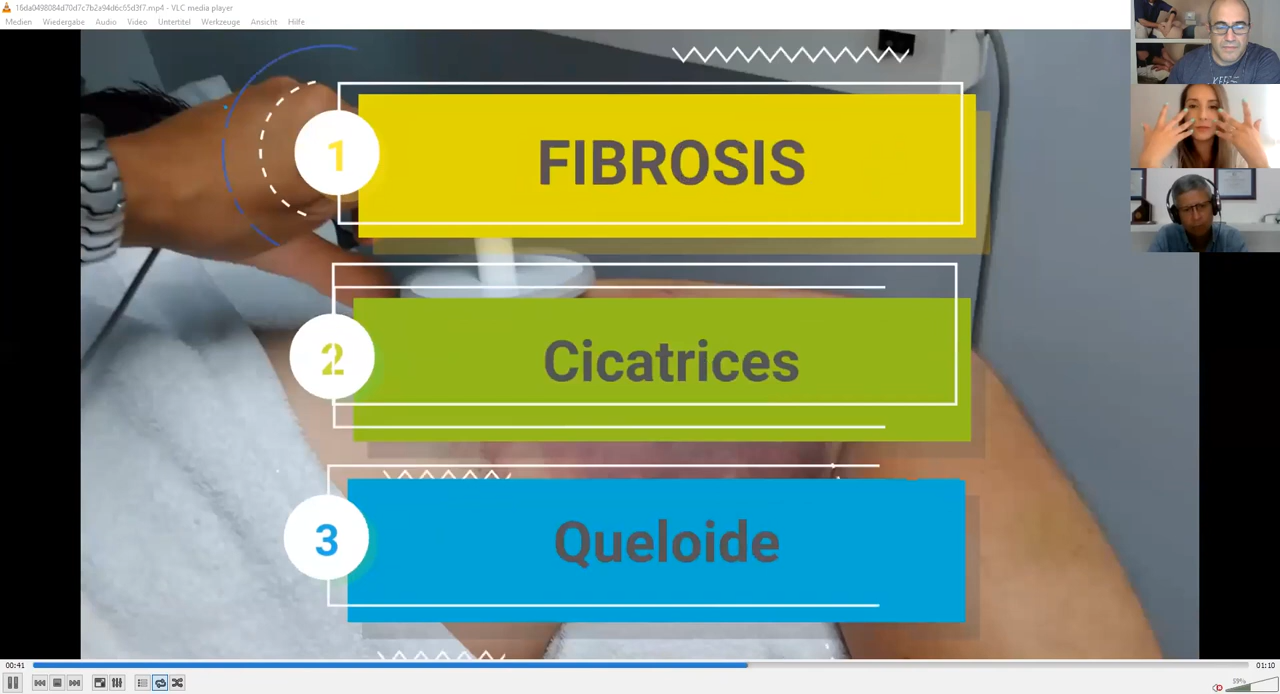 16da0498084d70d7c7b2a94d6c65d3f7.mp4 - VLC media player
Medien Wiedergabe Audio Video Untertitel Werkzeuge Ansicht Hilfe
1
FIBROSIS
2
Cicatrices
3
Queloide
00:41
01:10